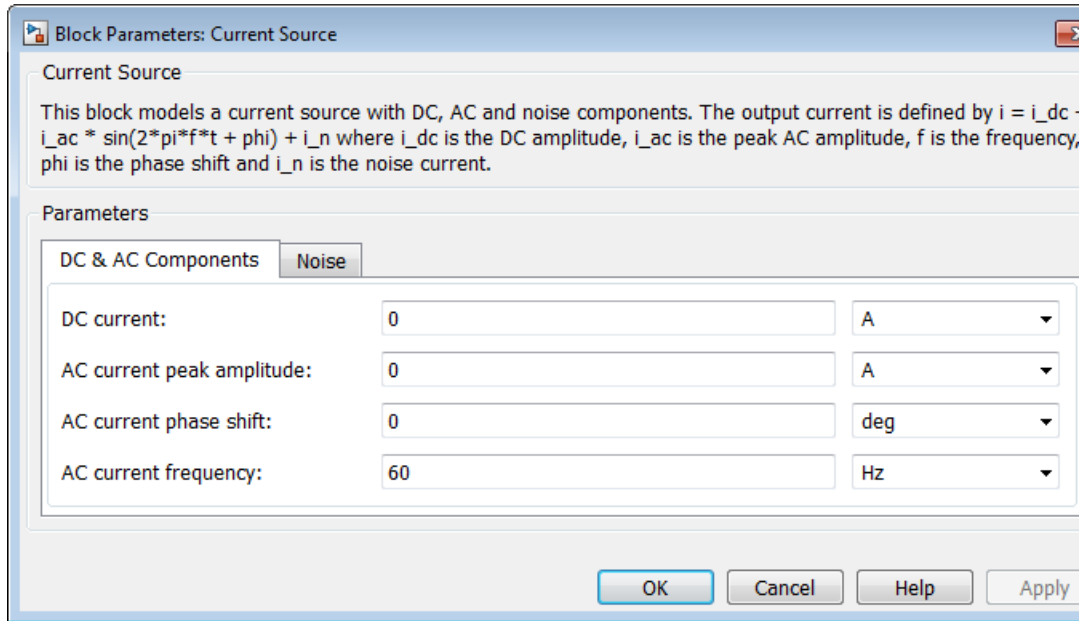 Block Parameters: Current Source
Current Source
This block models a current source with DC, AC and noise components. The output current is defined by i = i_dc
i_ac * sin(2*pi*f*t + phi) + i_n where i_dc is the DC amplitude, i_ac is the peak AC amplitude, f is the frequency,
phi is the phase shift and i_n is the noise current.
Parameters
DC & AC Components Noise
DC current: 0 A
AC current peak amplitude: 0 A
AC current phase shift: 0 deg
AC current frequency: 60 Hz
OK Cancel Help Apply